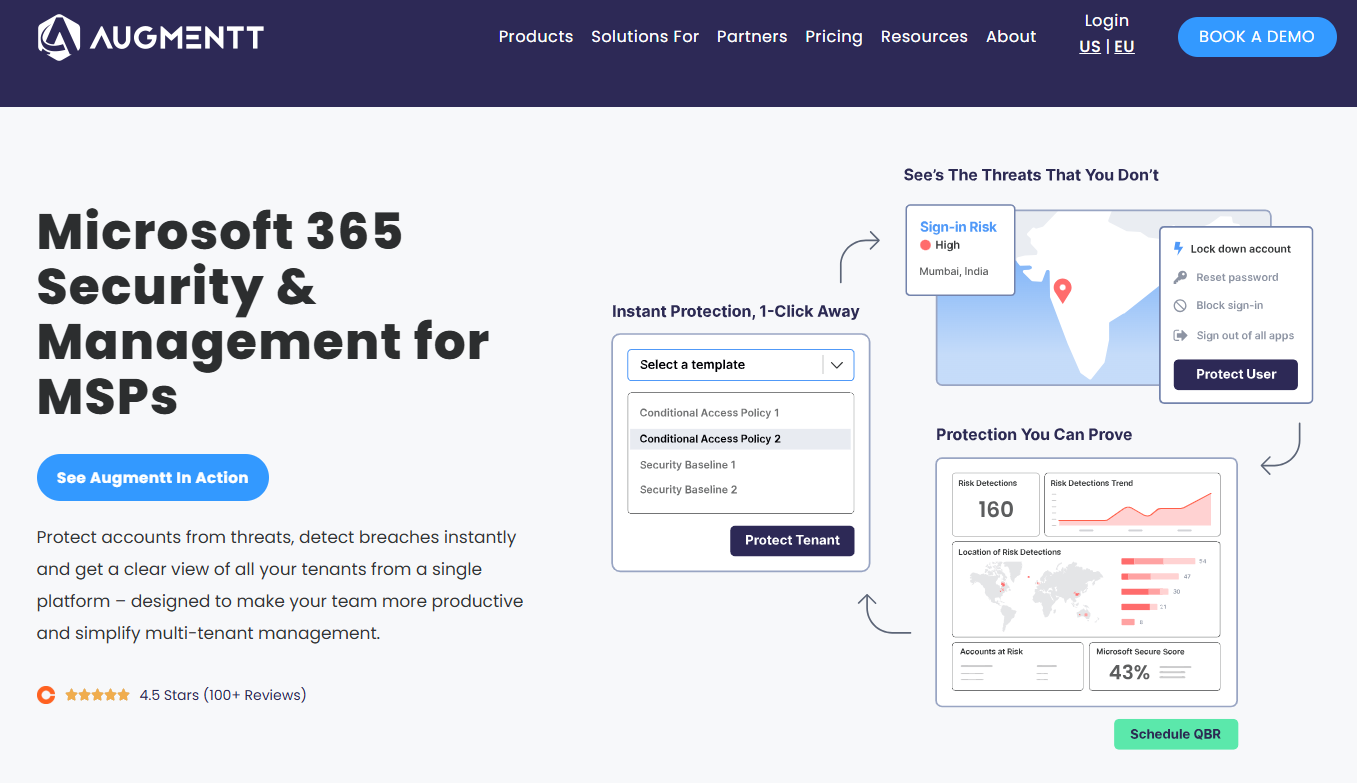 AUGMENTT
Products
Solutions For
Partners
Pricing
Resources
About
Login
US | EU
BOOK A DEMO
Microsoft 365
Security &
Management for
MSPs
See Augmentt In Action
Protect accounts from threats, detect breaches instantly
and get a clear view of all your tenants from a single
platform – designed to make your team more productive
and simplify multi-tenant management.
4.5 Stars (100+ Reviews)
Instant Protection, 1-Click Away
Select a template
Conditional Access Policy 1
Conditional Access Policy 2
Security Baseline 1
Security Baseline 2
Protect Tenant
See's The Threats That You Don't
Sign-in Risk
High
Mumbai, India
Lock down account
Reset password
Block sign-in
Sign out of all apps
Protect User
Protection You Can Prove
Risk Detections
160
Risk Detections Trend
Location of Risk Detections
54
47
30
8
Accounts at Risk
Microsoft Secure Score
43%
Schedule QBR